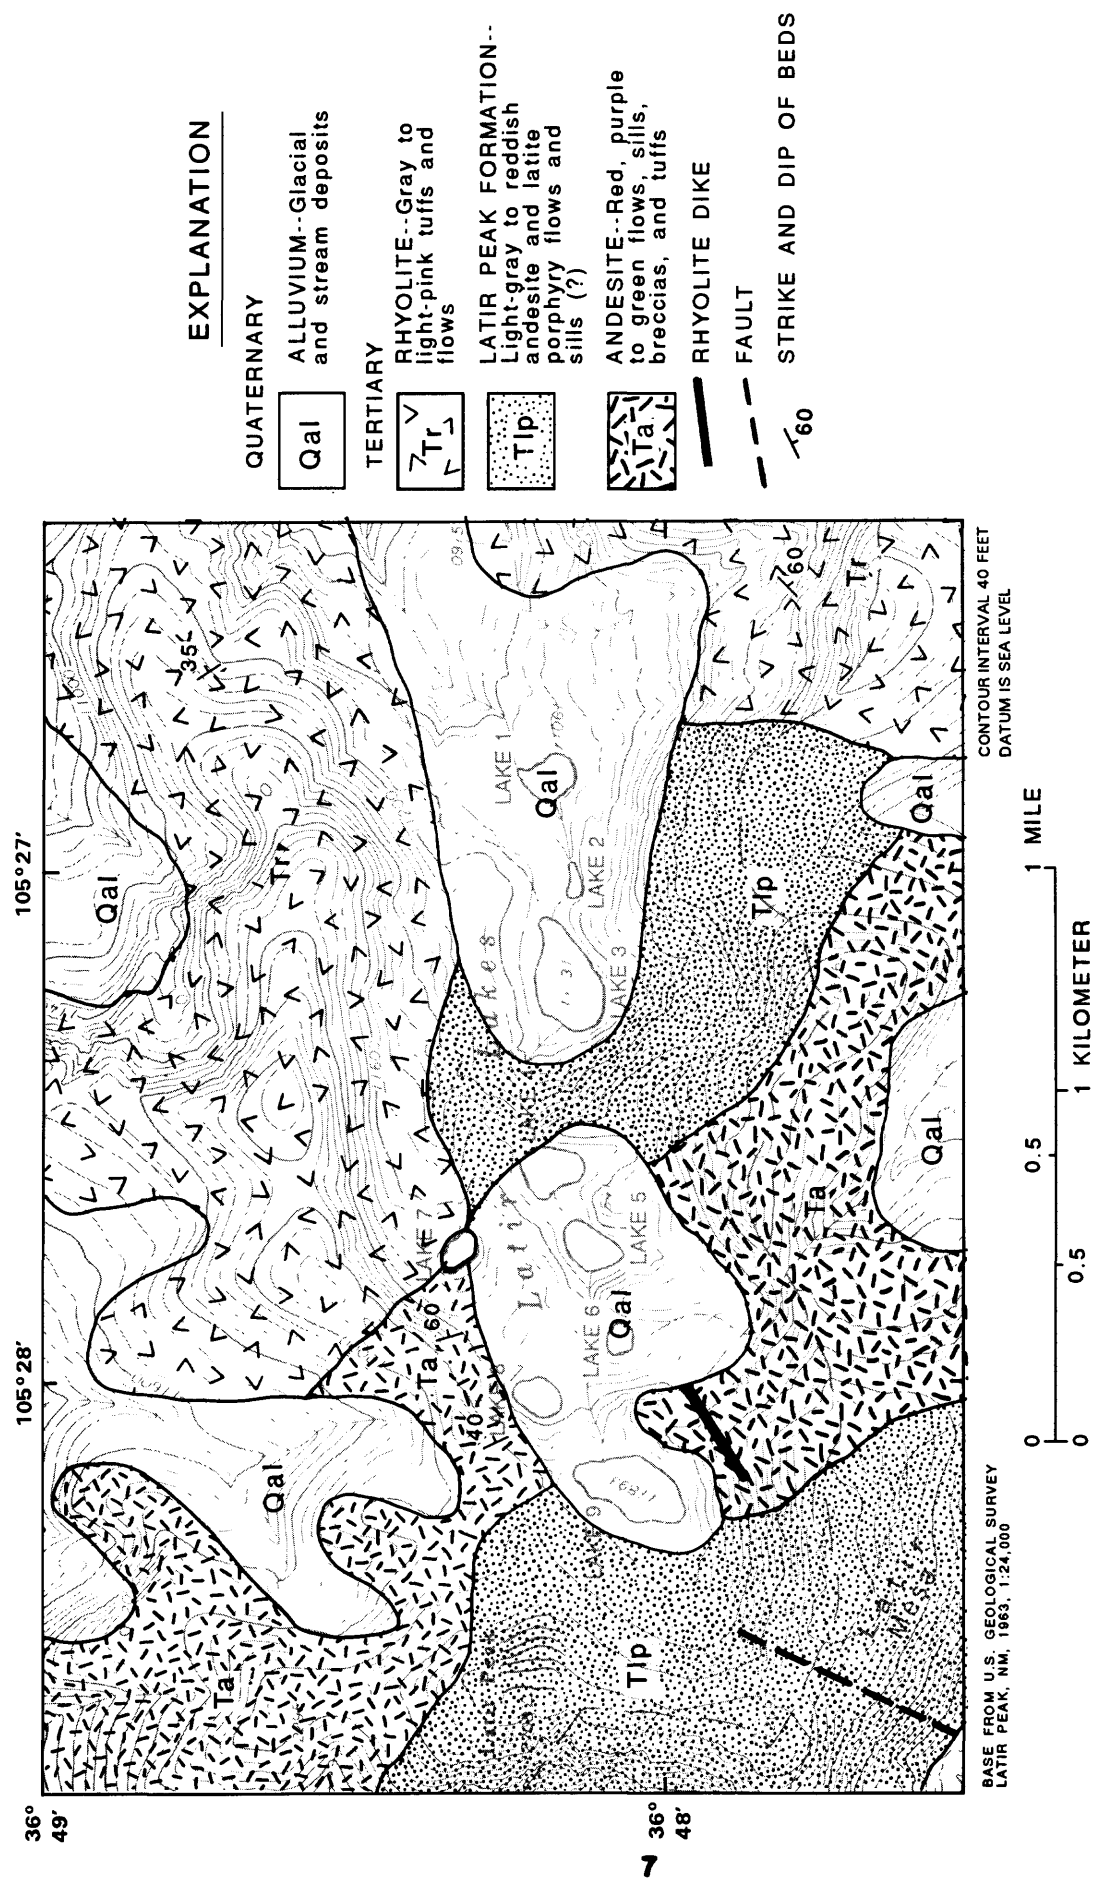 EXPLANATION
QUATERNARY
Qal
ALLUVIUM--Glacial
and stream deposits
TERTIARY
Tr
RHYOLITE--Gray to
light-pink tuffs and
flows
Tlp
LATIR PEAK FORMATION--
Light-gray to reddish
andesite and latite
porphyry flows and
sills (?)
Ta
ANDESITE--Red, purple
to green flows, sills,
breccias, and tuffs
RHYOLITE DIKE
FAULT
60
STRIKE AND DIP OF BEDS
36°
49'
105°28'
105°27'
Qal
35
Ta
Qal
Tr
Ta
60
LAKE 7
40
Latir
Lakes
LAKE 1
LAKE 9
LAKE 6
LAKE 5
LAKE 3
LAKE 2
Qal
Qal
36°
48'
Tlp
Tlp
60
Tr
Ta
Qal
Qal
BASE FROM U.S. GEOLOGICAL SURVEY
LATIR PEAK, NM, 1963, 1:24,000
0 0.5 1 MILE
0 0.5 1 KILOMETER
CONTOUR INTERVAL 40 FEET
DATUM IS SEA LEVEL
7